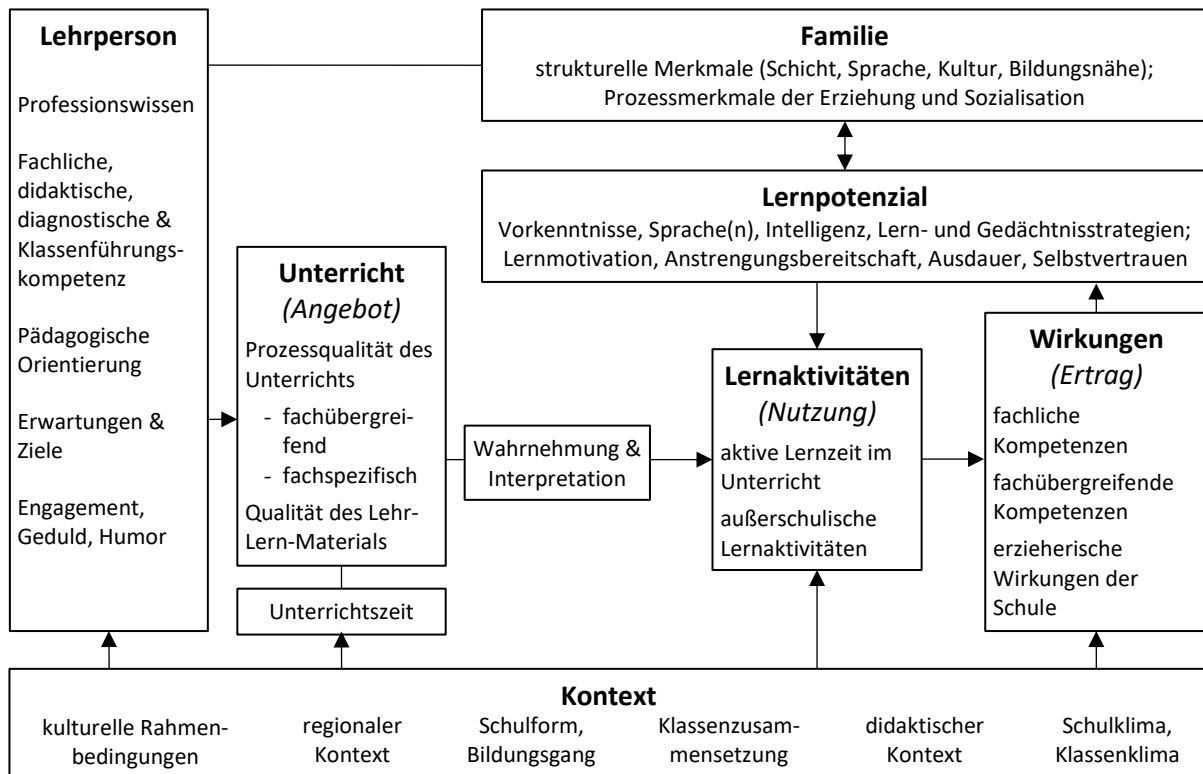 Lehrperson
Professionswissen
Fachliche,
didaktische,
diagnostische &
Klassenführungs-
kompetenz
Pädagogische
Orientierung
Erwartungen &
Ziele
Engagement,
Geduld, Humor
Familie
strukturelle Merkmale (Schicht, Sprache, Kultur, Bildungsnähe);
Prozessmerkmale der Erziehung und Sozialisation
Lernpotenzial
Vorkenntnisse, Sprache(n), Intelligenz, Lern- und Gedächtnisstrategien;
Lernmotivation, Anstrengungsbereitschaft, Ausdauer, Selbstvertrauen
Unterricht
(Angebot)
Prozessqualität des
Unterrichts
- fachübergrei-
fend
- fachspezifisch
Qualität des Lehr-
Lern-Materials
Unterrichtszeit
Wahrnehmung &
Interpretation
Lernaktivitäten
(Nutzung)
aktive Lernzeit im
Unterricht
außerschulische
Lernaktivitäten
Wirkungen
(Ertrag)
fachliche
Kompetenzen
fachübergreifende
Kompetenzen
erzieherische
Wirkungen der
Schule
Kontext
kulturelle Rahmen-
bedingungen
regionaler
Kontext
Schulform,
Bildungsgang
Klassenzusam-
mensetzung
didaktischer
Kontext
Schulklima,
Klassenklima